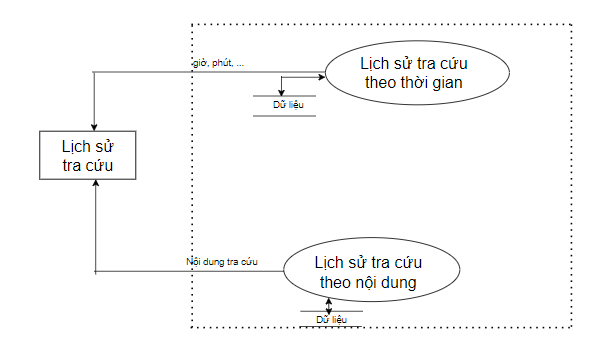 giờ, phút, ...
Lịch sử tra cứu
theo thời gian
Dữ liệu
Lịch sử
tra cứu
Nội dung tra cứu
Lịch sử tra cứu
theo nội dung
Dữ liệu